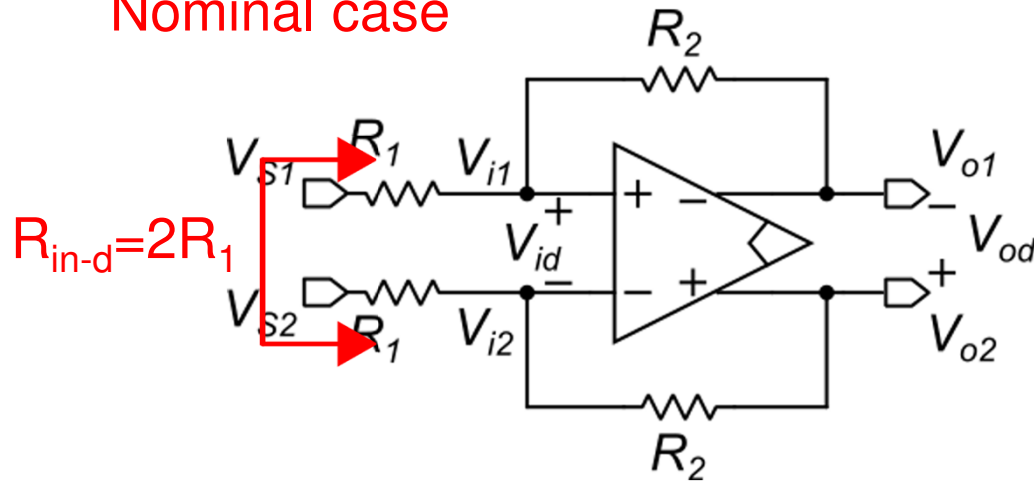 Nominal case
R2
VS1
R1
Vi1
Vo1
+
−
+
−
Rin-d=2R1
Vid
Vod
−
−
+
+
VS2
R1
Vi2
Vo2
R2